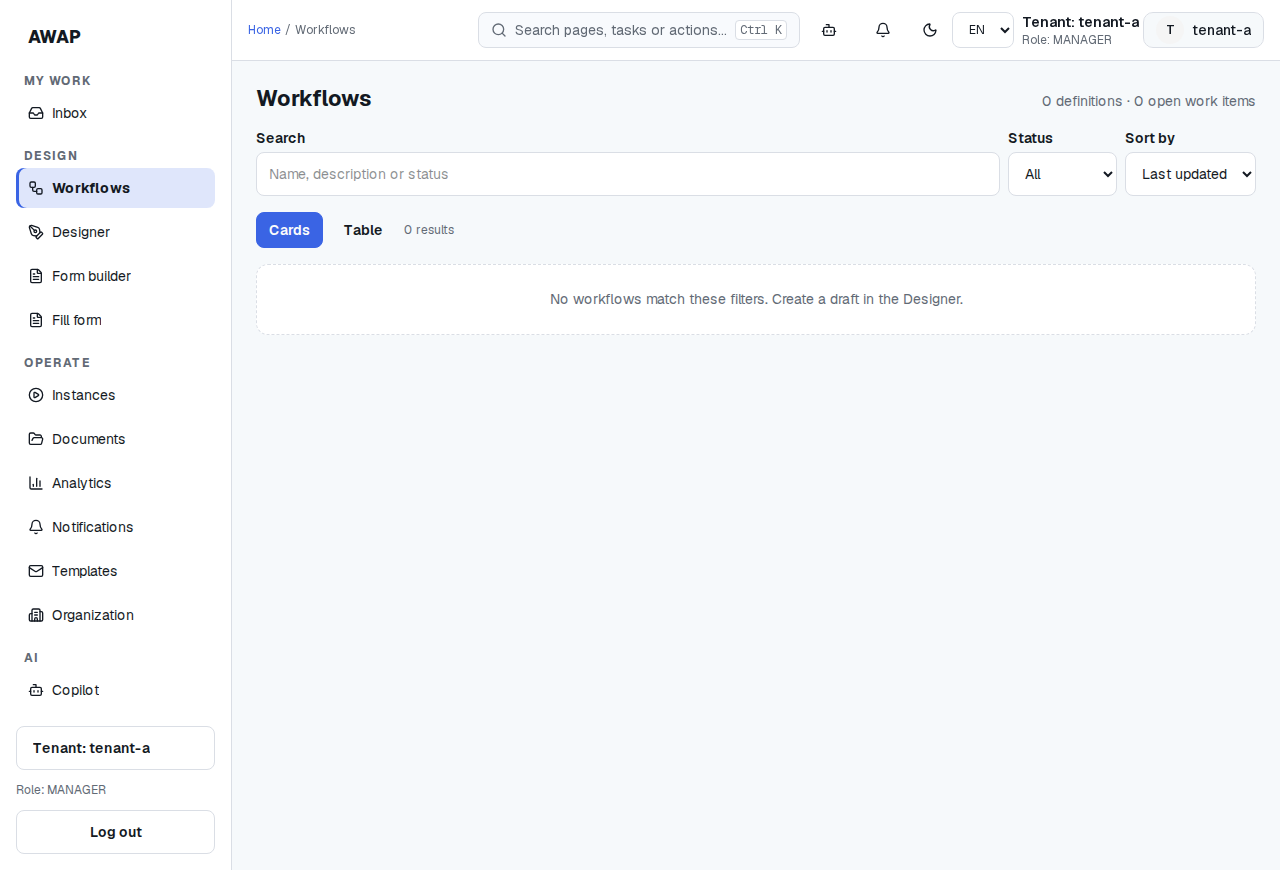 AWAP
MY WORK
Inbox
DESIGN
Workflows
Designer
Form builder
Fill form
OPERATE
Instances
Documents
Analytics
Notifications
Templates
Organization
AI
Copilot
Tenant: tenant-a
Role: MANAGER
Log out
Home / Workflows
Search pages, tasks or actions... Ctrl K
EN
Tenant: tenant-a
Role: MANAGER
T tenant-a
Workflows
0 definitions · 0 open work items
Search
Name, description or status
Status
All
Sort by
Last updated
Cards Table 0 results
No workflows match these filters. Create a draft in the Designer.